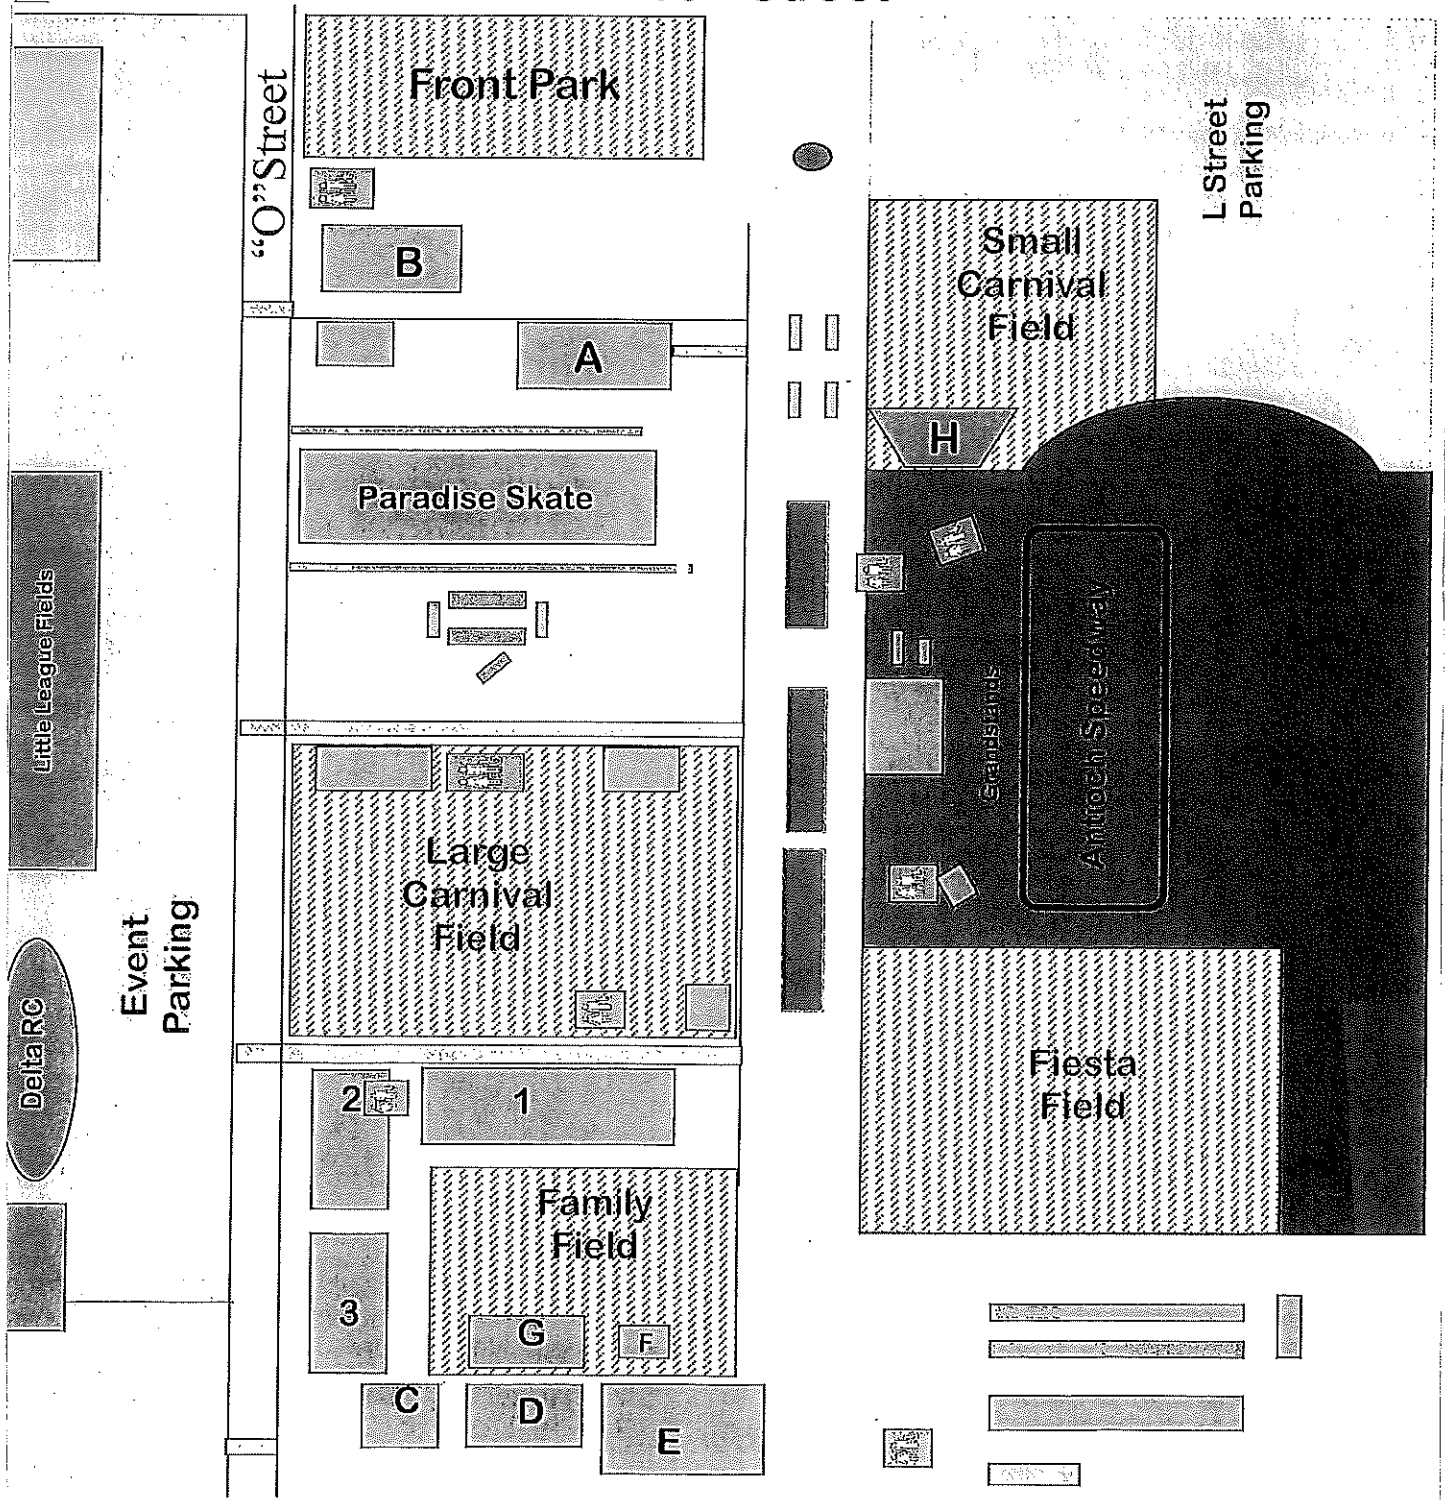 Front Park
"O"Street
L Street
Parking
B
Small
Carnival
Field
A
H
Paradise Skate
Little League Fields
Antioch Speedway
Grandstands
Large
Carnival
Field
Event
Parking
Delta RC
Fiesta
Field
2
1
Family
Field
3
G
F
C
D
E